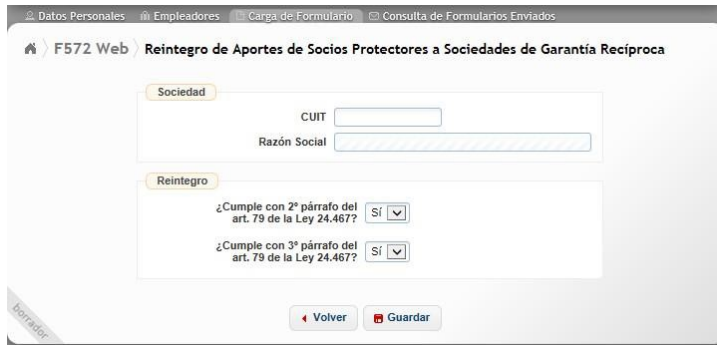 Datos Personales Empleadores Carga de Formulario Consulta de Formularios Enviados
F572 Web Reintegro de Aportes de Socios Protectores a Sociedades de Garantía Recíproca
Sociedad
CUIT
Razón Social
Reintegro
¿Cumple con 2º párrafo del
art. 79 de la Ley 24.467? Sí
¿Cumple con 3º párrafo del
art. 79 de la Ley 24.467? Sí
Volver Guardar
borrador